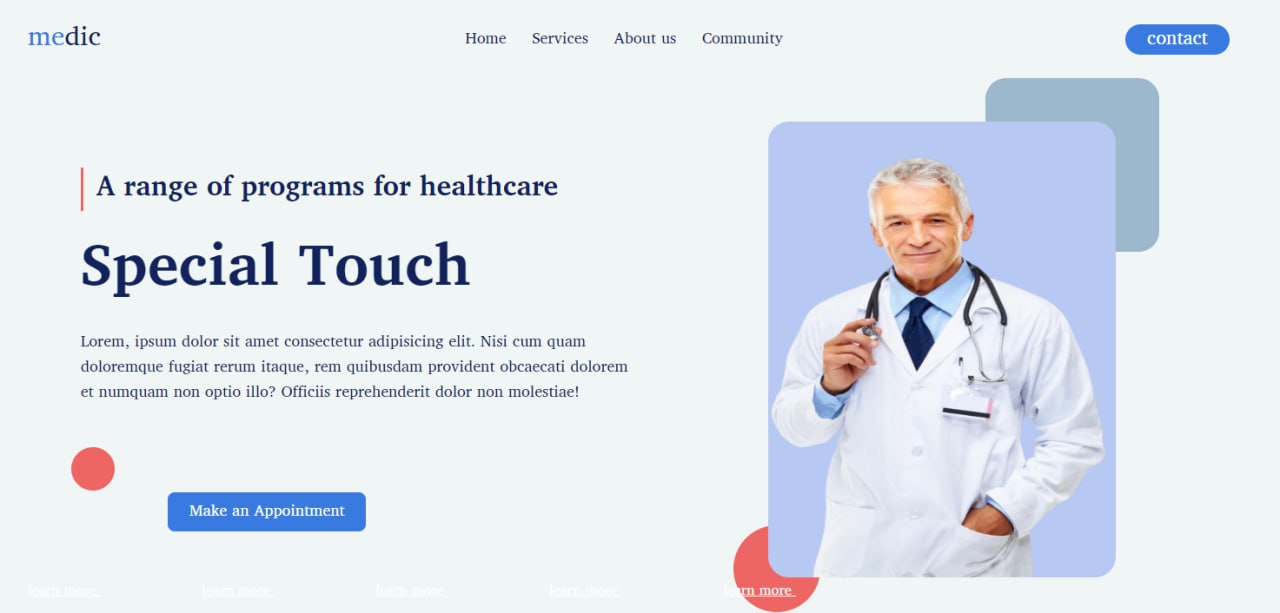 medic
Home Services About us Community
contact
A range of programs for healthcare
Special Touch
Lorem, ipsum dolor sit amet consectetur adipisicing elit. Nisi cum quam
doloremque fugiat rerum itaque, rem quibusdam provident obcaecati dolorem
et numquam non optio illo? Officiis reprehenderit dolor non molestiae!
Make an Appointment
learn more learn more learn more learn more learn more